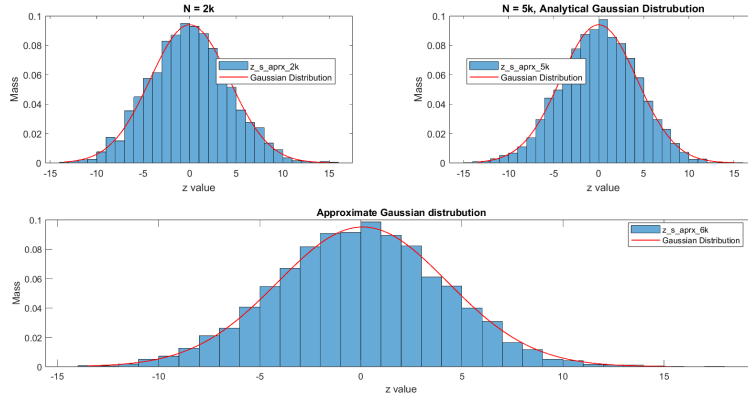 N = 2k
0.1
0.08
0.06
0.04
0.02
0
Mass
z_s_aprx_2k
Gaussian Distribution
-10 -5 0 5 10 15
z value
N = 5k, Analytical Gaussian Distrubution
0.1
0.08
0.06
0.04
0.02
0
Mass
z_s_aprx_5k
Gaussian Distribution
-15 -10 -5 0 5 10 15
z value
Approximate Gaussian distrubution
0.1
0.08
0.06
0.04
0.02
0
Mass
z_s_aprx_6k
Gaussian Distribution
-15 -10 -5 0 5 10 15
z value